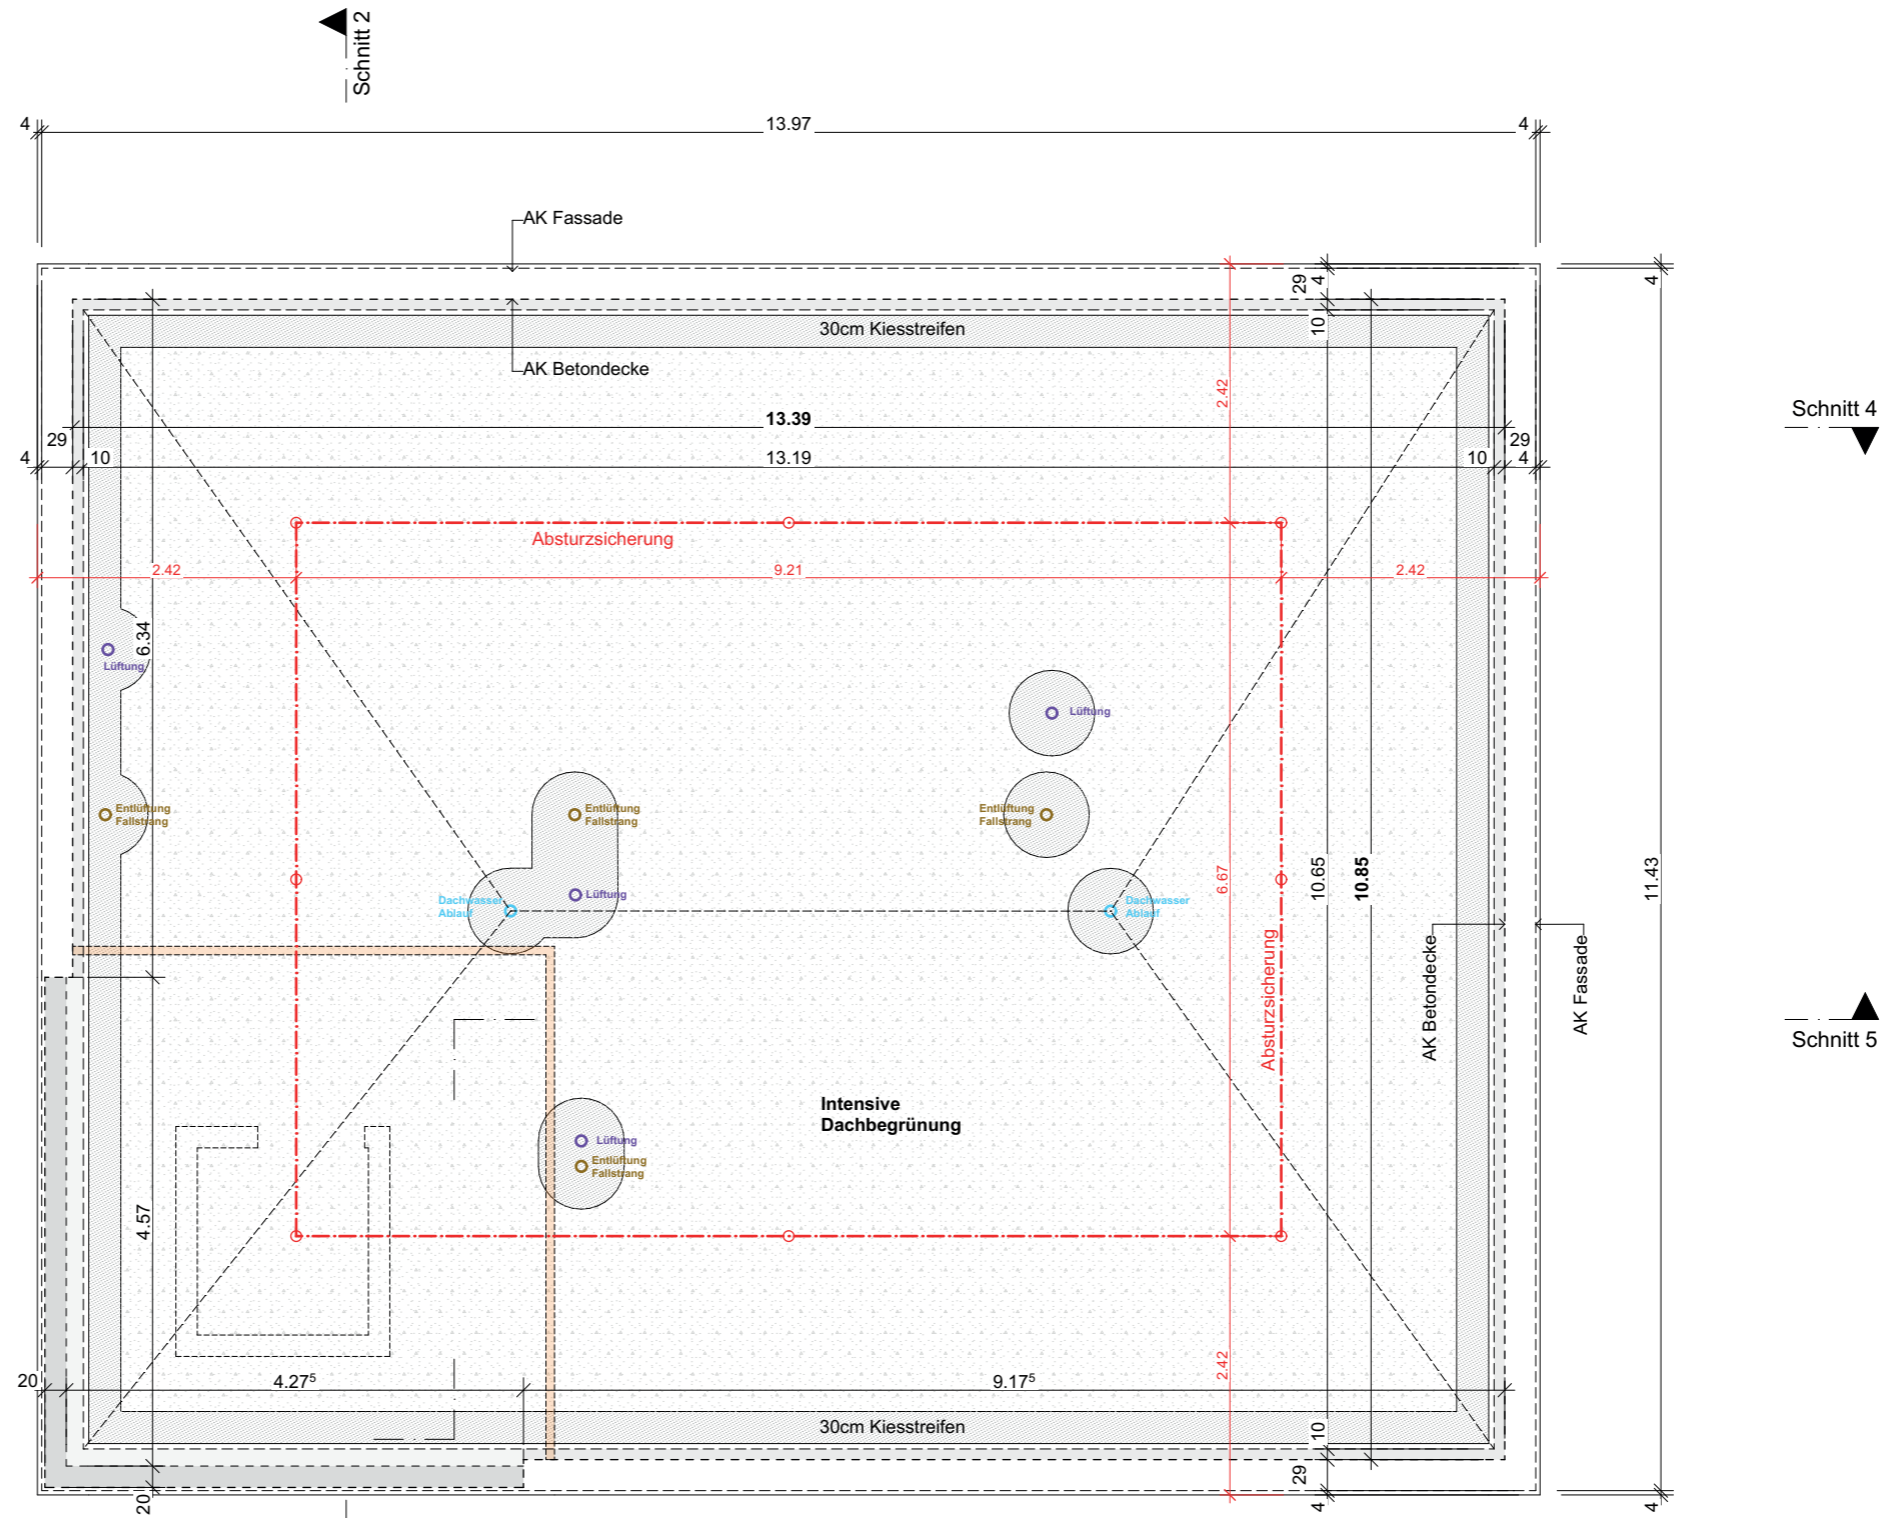 Schnitt 2
4
13.97
4
AK Fassade
29
4
4
30cm Kiesstreifen
10
AK Betondecke
2.42
Schnitt 4
13.39
29
29
4
10
13.19
10
4
Absturzsicherung
2.42
9.21
2.42
6.34
Lüftung
Lüftung
Entlüftung
Fallstrang
Entlüftung
Fallstrang
Entlüftung
Fallstrang
6.67
10.65
10.85
11.43
Lüftung
Dachwasser
Ablauf
Dachwasser
Ablauf
Absturzsicherung
AK Betondecke
AK Fassade
Schnitt 5
Intensive
Dachbegrünung
Lüftung
Entlüftung
Fallstrang
4.57
2.42
20
4.27⁵
9.17⁵
30cm Kiesstreifen
10
29
20
4
4